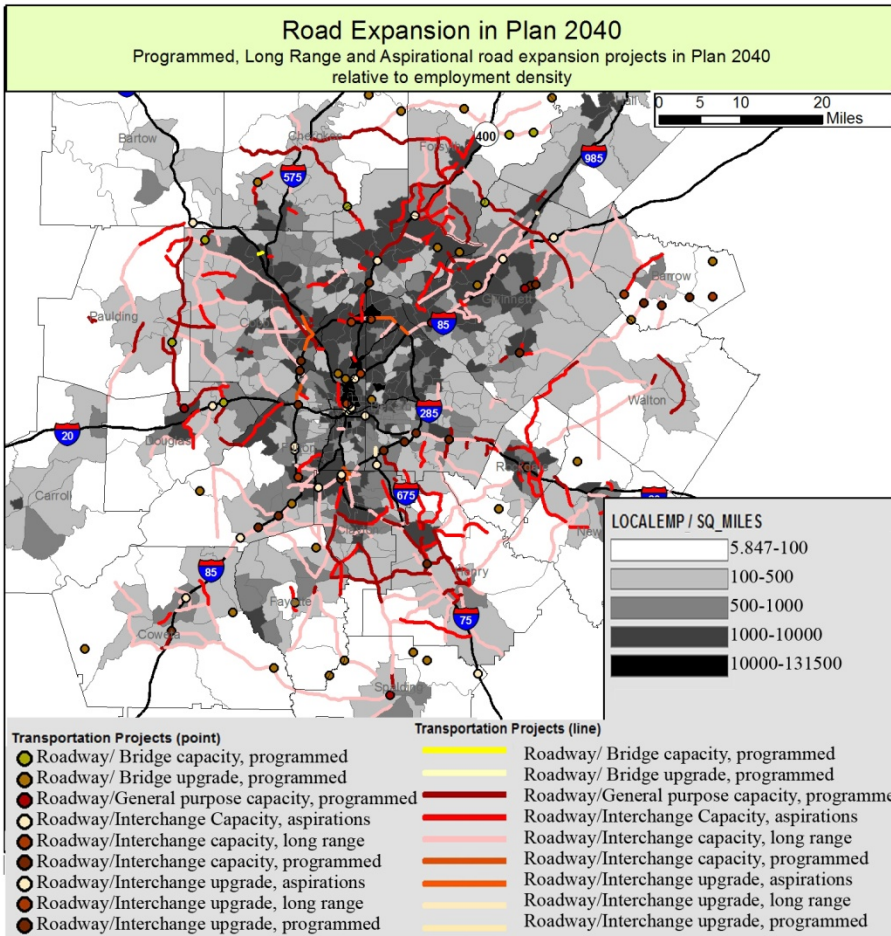 Road Expansion in Plan 2040
Programmed, Long Range and Aspirational road expansion projects in Plan 2040
relative to employment density
0 5 10 20
Miles
Bartow
Cherokee
Forsyth
Hall
400
985
575
Barrow
Paulding
Cobb
Gwinnett
85
Walton
285
20
Douglas
Fulton
Rockdale
Carroll
675
Clayton
New
LOCALEMP / SQ_MILES
5.847-100
100-500
500-1000
1000-10000
10000-131500
85
Henry
Fayette
75
Coweta
Spalding
Transportation Projects (point)
Roadway/ Bridge capacity, programmed
Roadway/ Bridge upgrade, programmed
Roadway/General purpose capacity, programmed
Roadway/Interchange Capacity, aspirations
Roadway/Interchange capacity, long range
Roadway/Interchange capacity, programmed
Roadway/Interchange upgrade, aspirations
Roadway/Interchange upgrade, long range
Roadway/Interchange upgrade, programmed
Transportation Projects (line)
Roadway/ Bridge capacity, programmed
Roadway/ Bridge upgrade, programmed
Roadway/General purpose capacity, programme
Roadway/Interchange Capacity, aspirations
Roadway/Interchange capacity, long range
Roadway/Interchange capacity, programmed
Roadway/Interchange upgrade, aspirations
Roadway/Interchange upgrade, long range
Roadway/Interchange upgrade, programmed